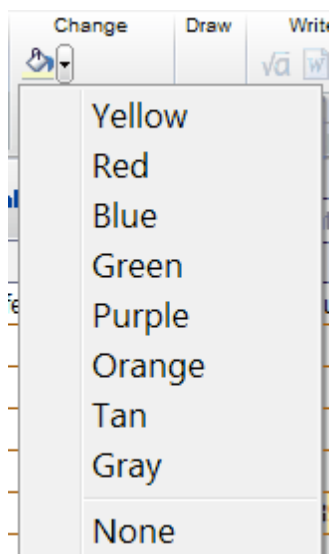 Change Draw Write
√a W
Yellow
Red
Blue
Green
Purple
Orange
Tan
Gray
None